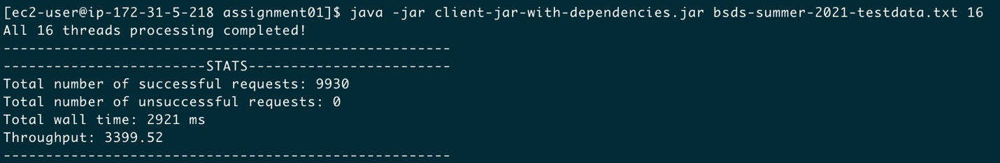 [ec2-user@ip-172-31-5-218 assignment01]$ java -jar client-jar-with-dependencies.jar bsds-summer-2021-testdata.txt 16
All 16 threads processing completed!
-----------------------------------------------------
------------------------STATS------------------------
Total number of successful requests: 9930
Total number of unsuccessful requests: 0
Total wall time: 2921 ms
Throughput: 3399.52
-----------------------------------------------------